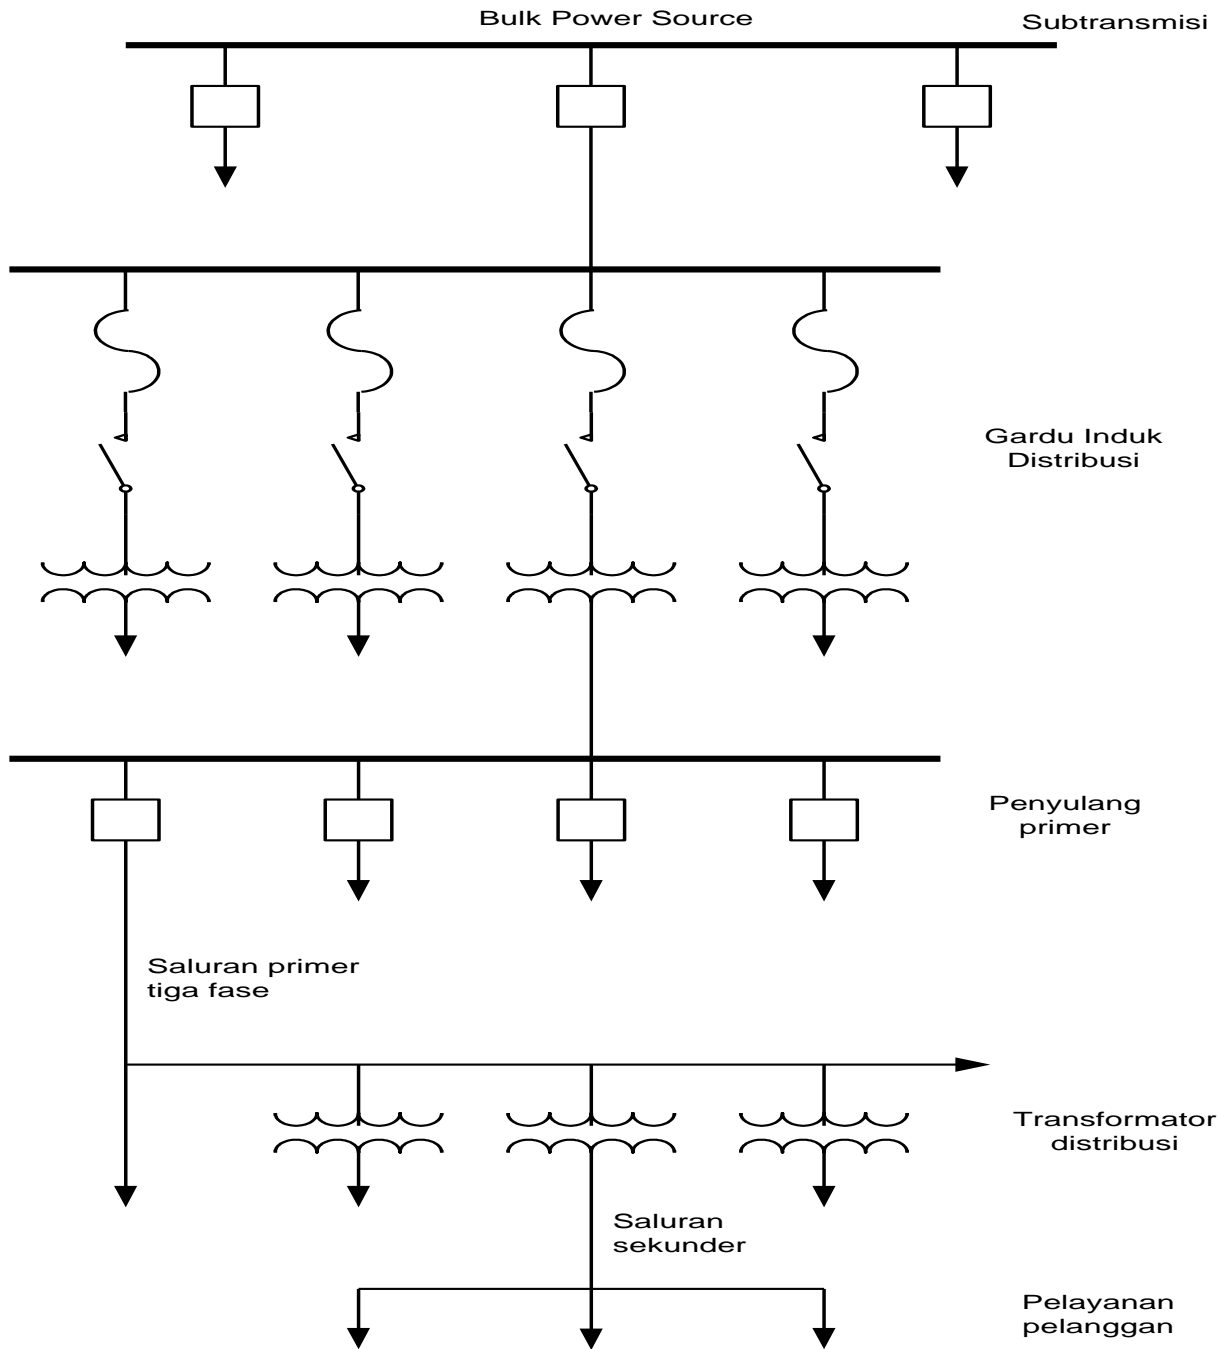 Bulk Power Source
Subtransmisi
Gardu Induk
Distribusi
Penyulang
primer
Saluran primer
tiga fase
Transformator
distribusi
Saluran
sekunder
Pelayanan
pelanggan